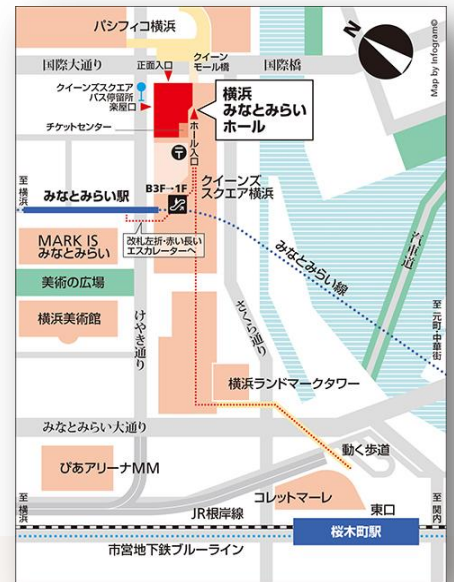 パシフィコ横浜
クイーン
モール橋
国際大通り
正面入口
国際橋
N
Map by Infogram©
クイーンズスクエア
バス停留所
楽屋口
チケットセンター
ホール入口
横浜
みなとみらい
ホール
クイーンズ
スクエア横浜
至 横浜
みなとみらい駅
B3F→1F
改札左折・赤い長い
エスカレーターへ
MARK IS
みなとみらい
美術の広場
横浜美術館
けやき通り
さくら通り
みなとみらい線
汽車道
至 元町・中華街
横浜ランドマークタワー
みなとみらい大通り
動く歩道
ぴあアリーナMM
コレットマーレ
東口
至 横浜
JR根岸線
桜木町駅
至 関内
市営地下鉄ブルーライン